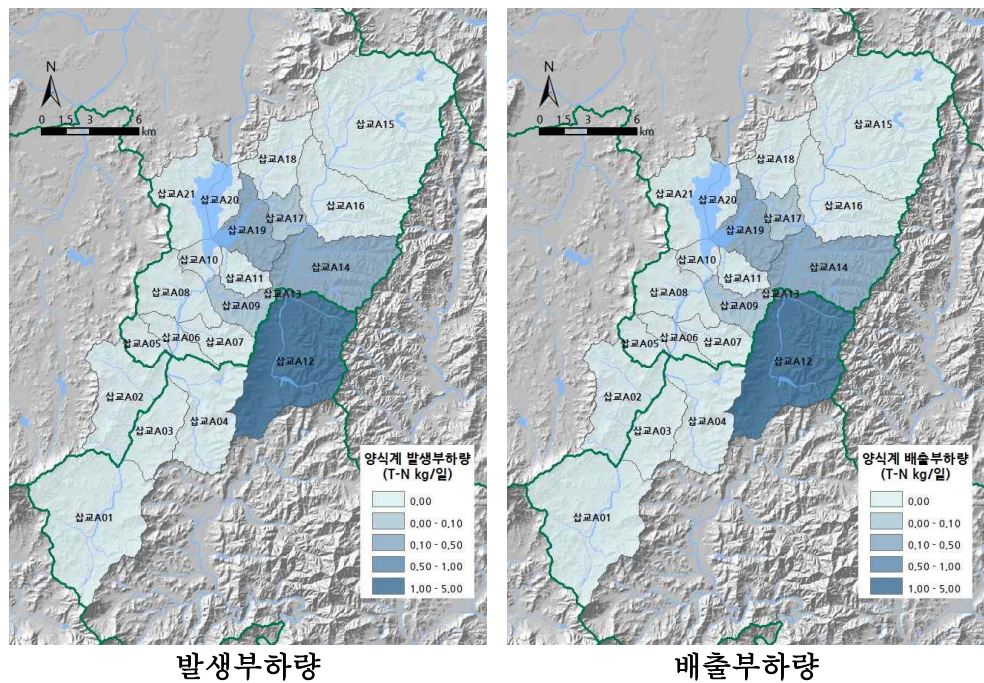 N
0 1.5 3 6
km
삽교A15
삽교A18
삽교A21
삽교A20
삽교A16
삽교A17
삽교A19
삽교A10
삽교A14
삽교A11
삽교A08
삽교A13
삽교A09
삽교A05
삽교A06
삽교A07
삽교A12
삽교A02
삽교A04
삽교A03
삽교A01
양식계 발생부하량
(T-N kg/일)
0.00
0.00 - 0.10
0.10 - 0.50
0.50 - 1.00
1.00 - 5.00
발생부하량
N
0 1.5 3 6
km
삽교A15
삽교A18
삽교A21
삽교A20
삽교A16
삽교A17
삽교A19
삽교A10
삽교A14
삽교A11
삽교A08
삽교A13
삽교A09
삽교A05
삽교A06
삽교A07
삽교A12
삽교A02
삽교A04
삽교A03
삽교A01
양식계 배출부하량
(T-N kg/일)
0.00
0.00 - 0.10
0.10 - 0.50
0.50 - 1.00
1.00 - 5.00
배출부하량